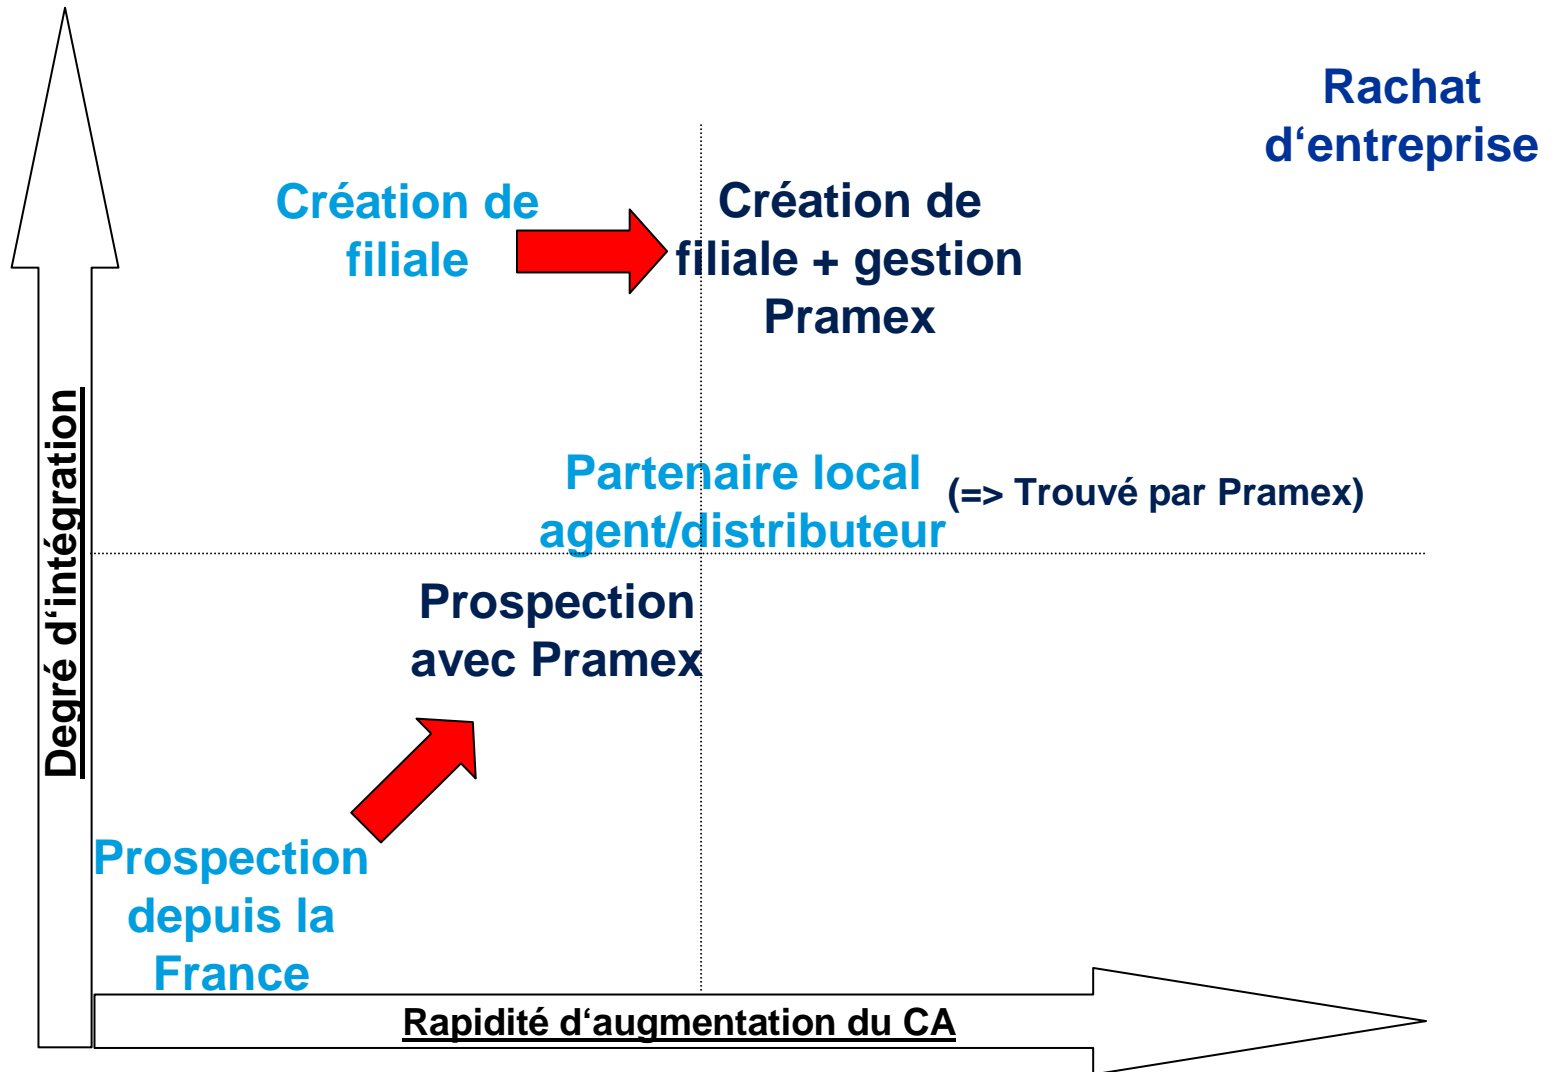 Rachat
d‘entreprise
Création de
filiale
Création de
filiale + gestion
Pramex
Degré d‘intégration
Partenaire local
agent/distributeur
(=> Trouvé par Pramex)
Prospection
avec Pramex
Prospection
depuis la
France
Rapidité d‘augmentation du CA